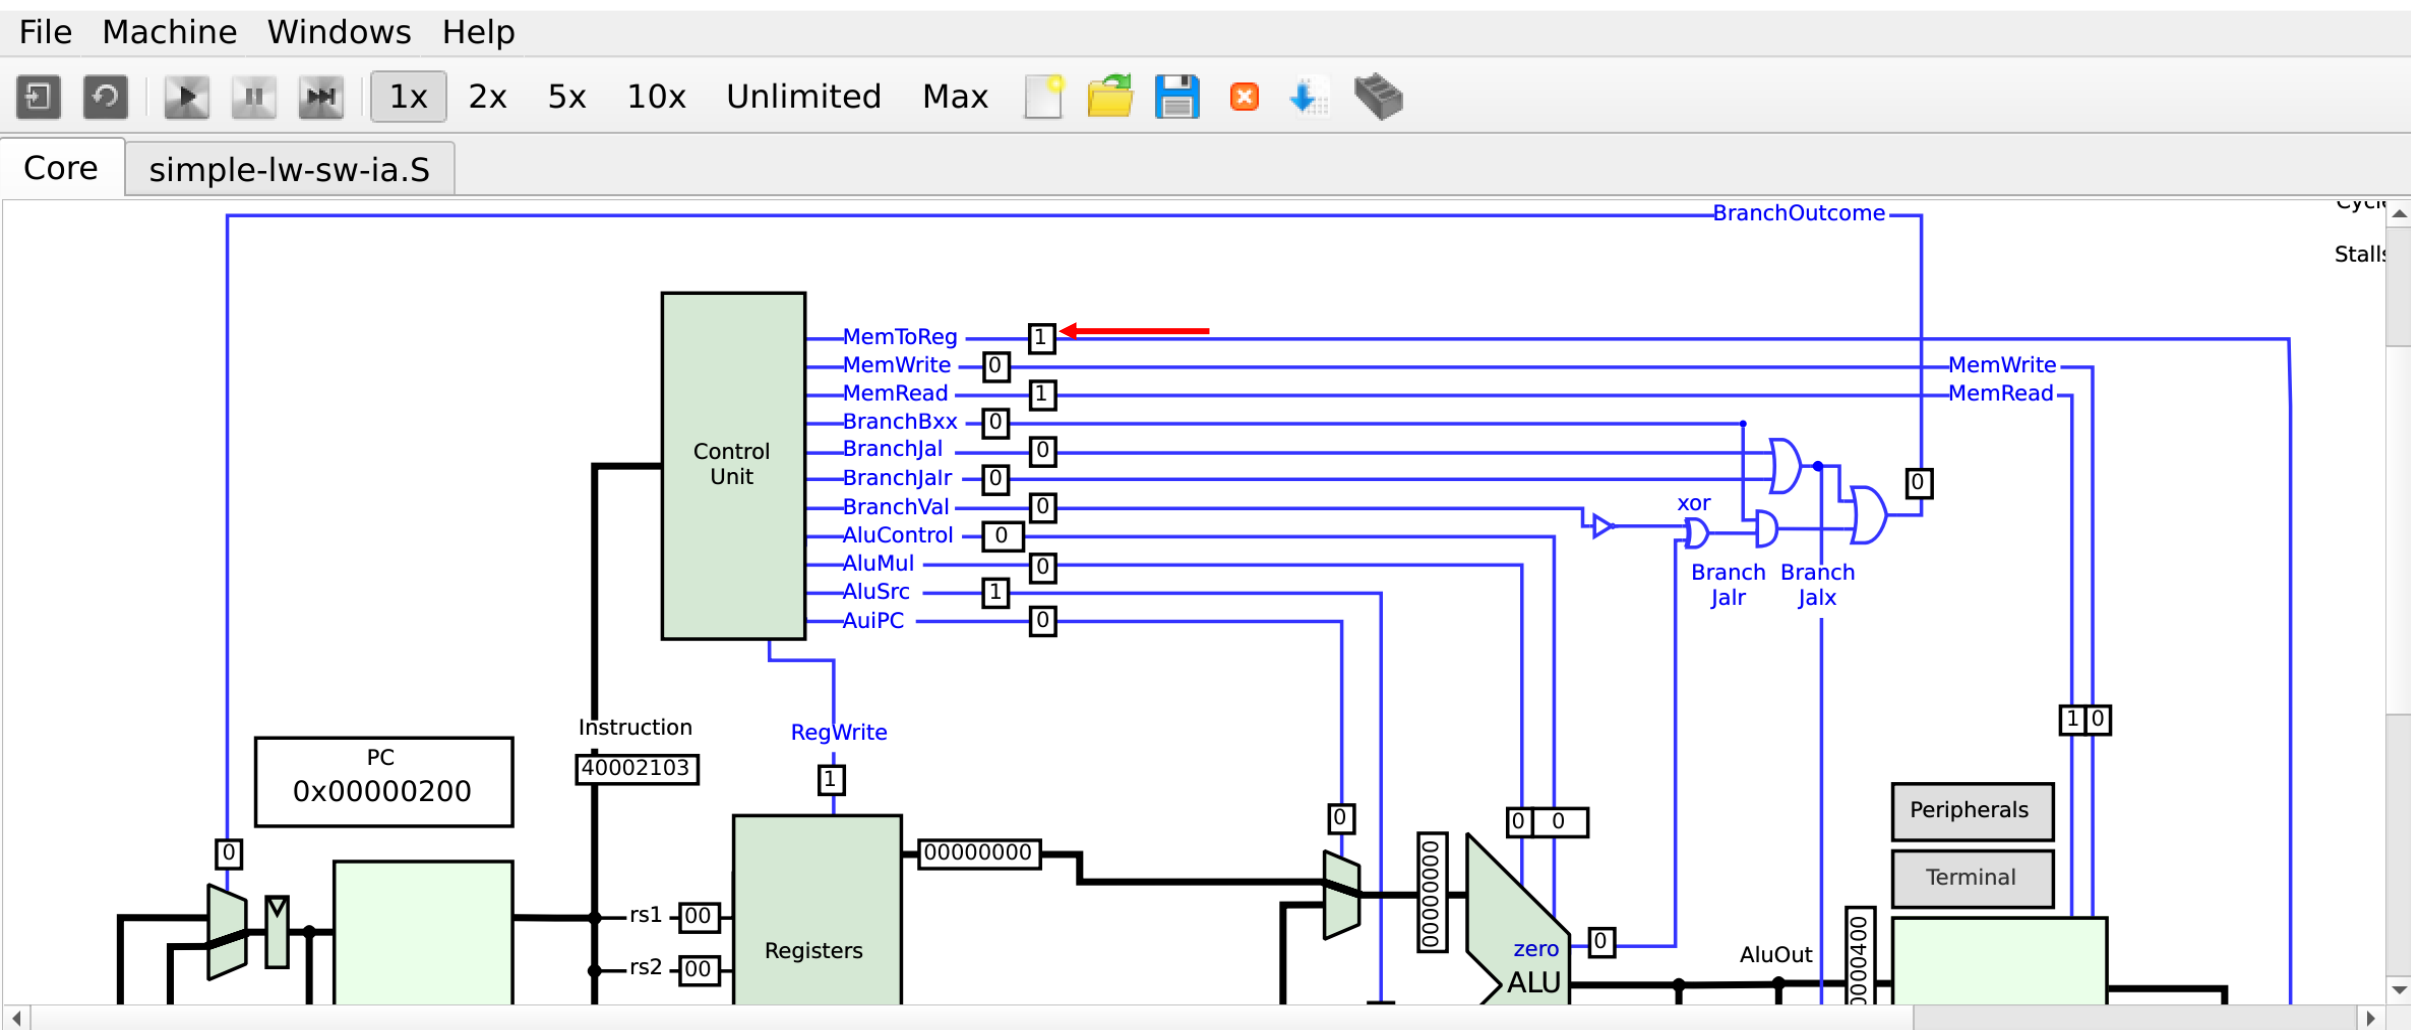 File Machine Windows Help
1x 2x 5x 10x Unlimited Max
Core simple-lw-sw-ia.S
BranchOutcome
Stalls
MemToReg 1
MemWrite 0 MemWrite
MemRead 1 MemRead
BranchBxx 0
BranchJal 0
Control
Unit
BranchJalr 0
0
BranchVal 0
xor
AluControl 0
AluMul 0
Branch Branch
Jalr Jalx
AluSrc 1
AuiPC 0
1 0
Instruction
RegWrite
PC
0x00000200
40002103
1
0
0 0
Peripherals
0
00000000
00000000
Terminal
rs1 00
rs2 00
Registers
zero 0
AluOut
0000400
ALU